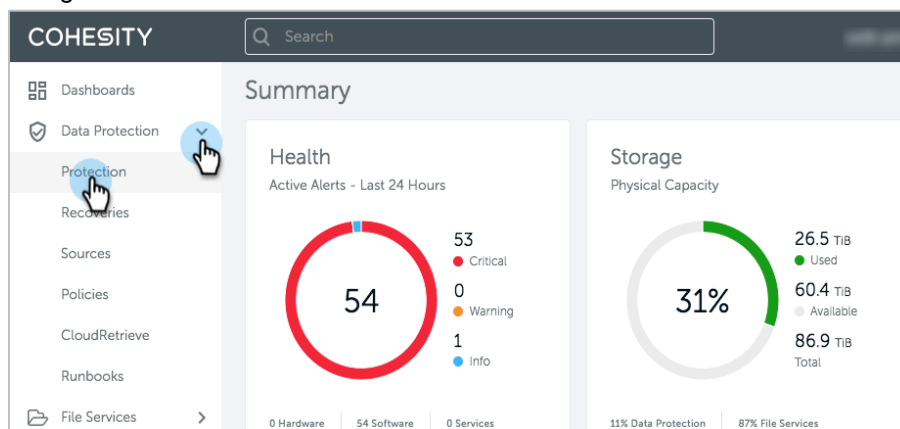 COHESITY
Search
Dashboards
Data Protection
Protection
Recoveries
Sources
Policies
CloudRetrieve
Runbooks
File Services
Summary
Health
Active Alerts - Last 24 Hours
54
53
Critical
0
Warning
1
Info
0 Hardware
54 Software
0 Services
Storage
Physical Capacity
31%
26.5 TiB
Used
60.4 TiB
Available
86.9 TiB
Total
11% Data Protection
87% File Services